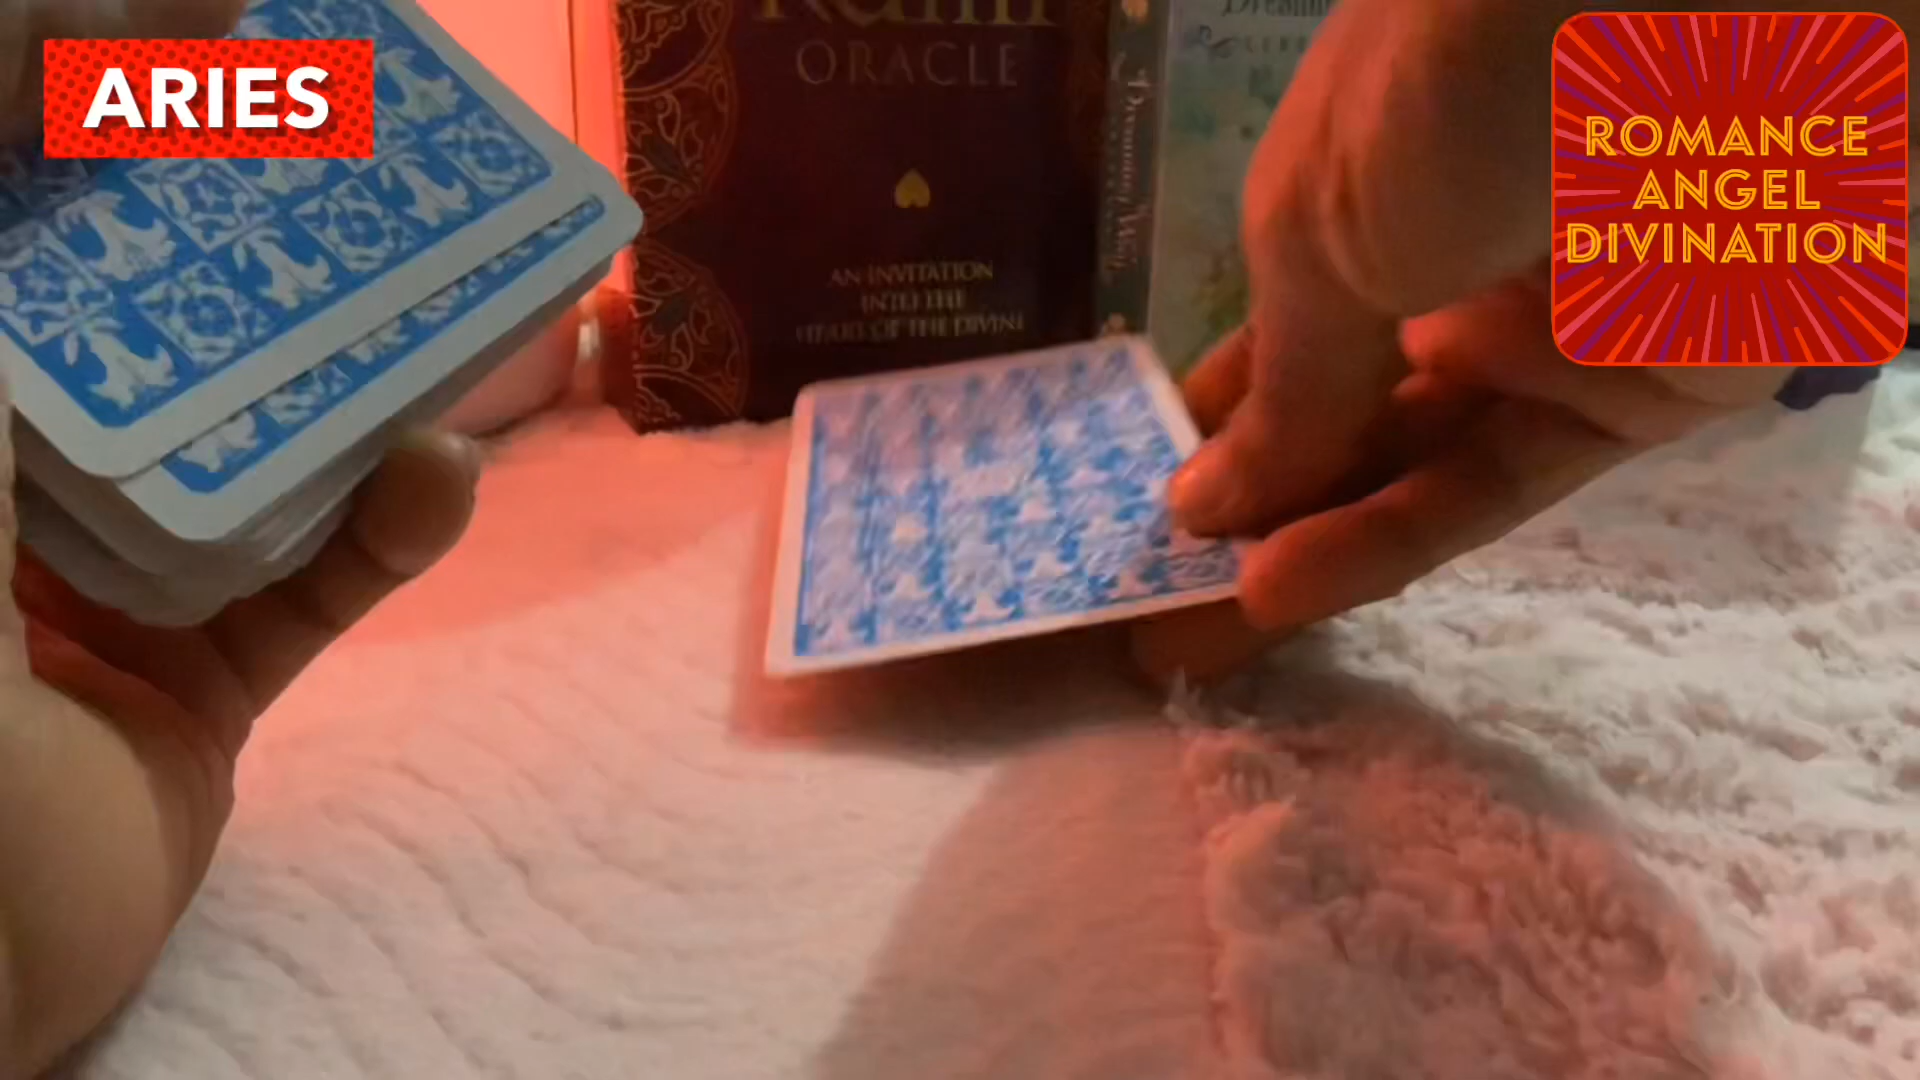 ARIES
ROMANCE
ANGEL
DIVINATION
ORACLE
AN INVITATION
INTO THE
HEART OF THE DIVINE